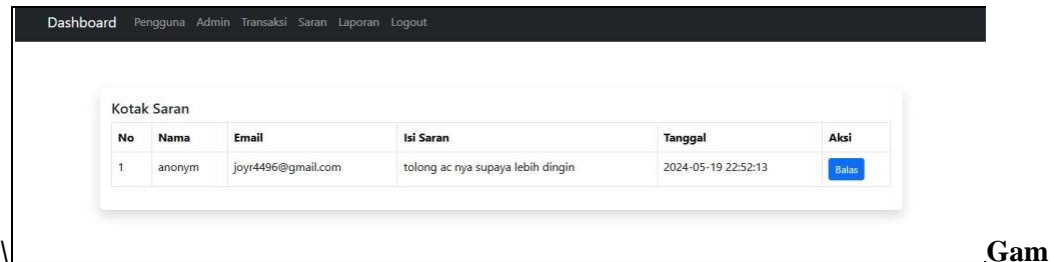 Dashboard Pengguna Admin Transaksi Saran Laporan Logout
Kotak Saran
No Nama Email Isi Saran Tanggal Aksi
1 anonym joyr4496@gmail.com tolong ac nya supaya lebih dingin 2024-05-19 22:52:13 Balas
\ Gam